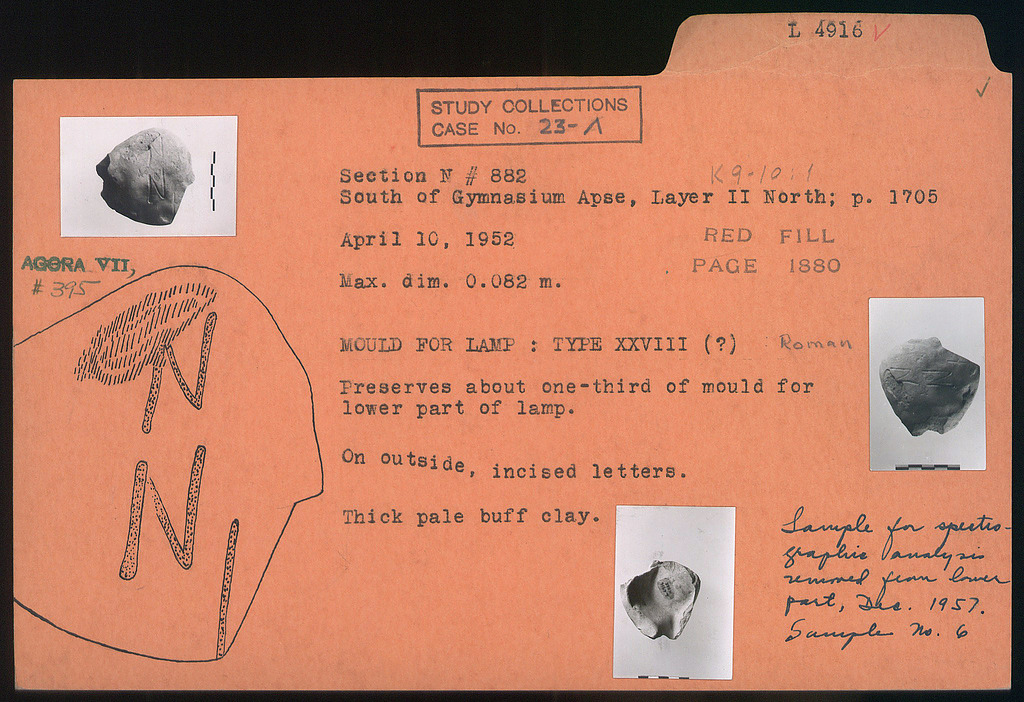 L 4916 ✓
✓
STUDY COLLECTIONS
CASE No. 23-Λ
Section N # 882
K 9-10:1
South of Gymnasium Apse, Layer II North; p. 1705
April 10, 1952
RED FILL
PAGE 1880
AGORA VII,
# 395
Max. dim. 0.082 m.
MOULD FOR LAMP : TYPE XXVIII (?) Roman
Preserves about one-third of mould for
lower part of lamp.
On outside, incised letters.
Thick pale buff clay.
Sample for spectro-
graphic analysis
removed from lower
part, Dec. 1957.
Sample No. 6
N
N